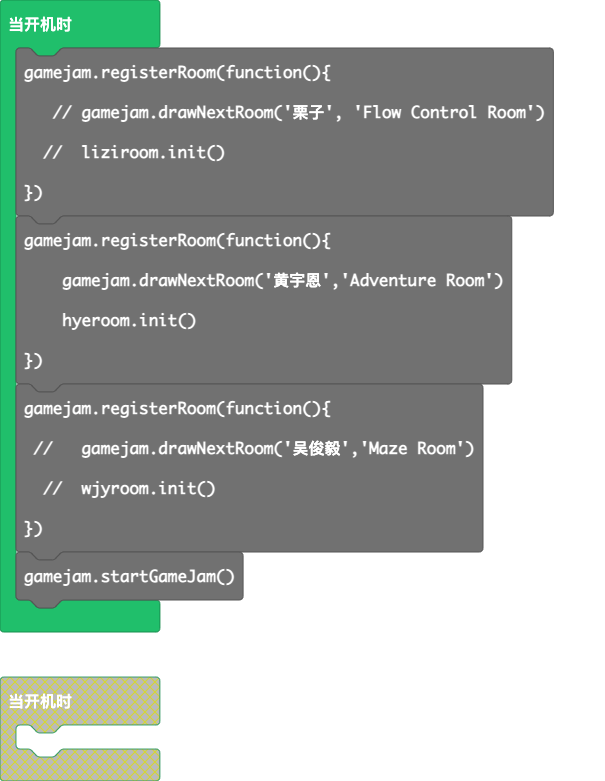 当开机时
gamejam.registerRoom(function(){
// gamejam.drawNextRoom('栗子', 'Flow Control Room')
//  liziroom.init()
})
gamejam.registerRoom(function(){
gamejam.drawNextRoom('黄宇恩','Adventure Room')
hyeroom.init()
})
gamejam.registerRoom(function(){
//   gamejam.drawNextRoom('吴俊毅','Maze Room')
//  wjyroom.init()
})
gamejam.startGameJam()
当开机时